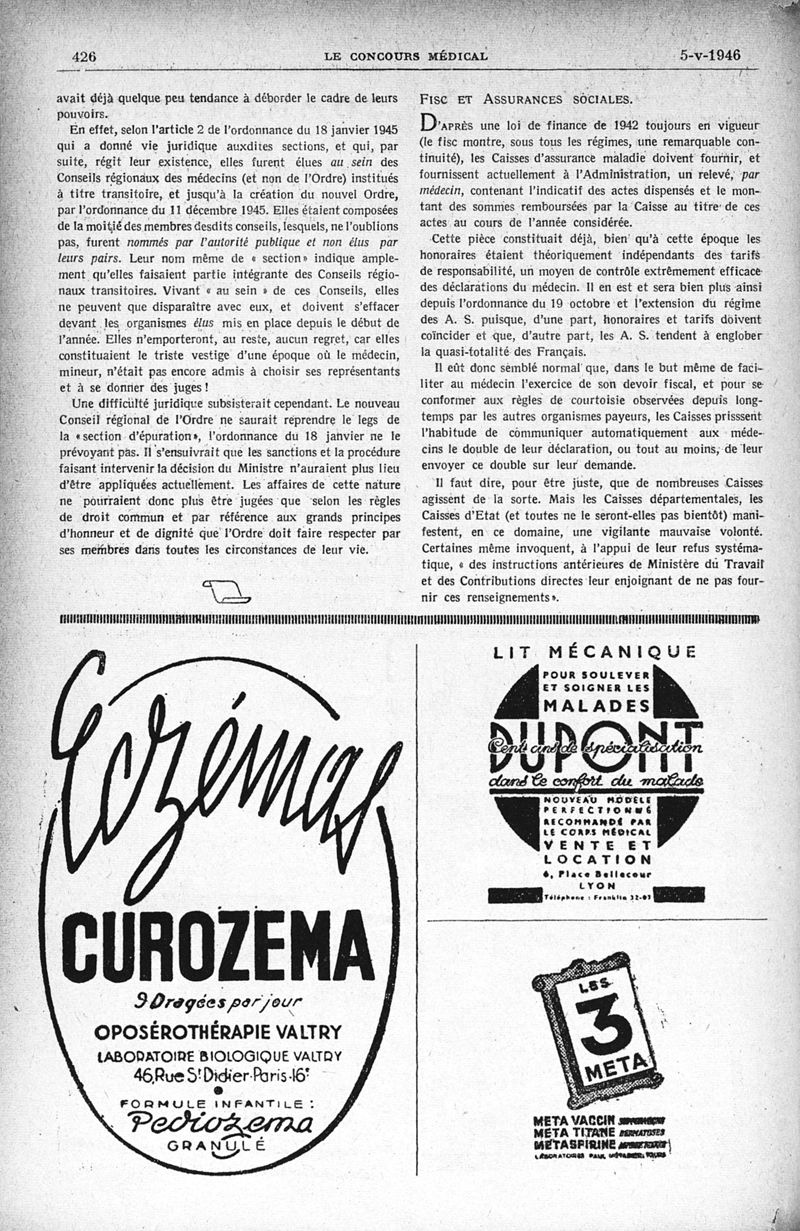 426
LE CONCOURS MÉDICAL
5-v-1946
avait déjà quelque peu tendance à déborder le cadre de leurs
pouvoirs.
En effet, selon l'article 2 de l'ordonnance du 18 janvier 1945
qui a donné vie juridique auxdites sections, et qui, par
suite, régit leur existence, elles furent élues au sein des
Conseils régionaux des médecins (et non de l'Ordre) institués
à titre transitoire, et jusqu'à la création du nouvel Ordre,
par l'ordonnance du 11 décembre 1945. Elles étaient composées
de la moitié des membres desdits conseils, lesquels, ne l'oublions
pas, furent nommés par l'autorité publique et non élus par
leurs pairs. Leur nom même de « section » indique ample-
ment qu'elles faisaient partie intégrante des Conseils régio-
naux transitoires. Vivant « au sein » de ces Conseils, elles
ne peuvent que disparaître avec eux, et doivent s'effacer
devant les organismes élus mis en place depuis le début de
l'année. Elles n'emporteront, au reste, aucun regret, car elles
constituaient le triste vestige d'une époque où le médecin,
mineur, n'était pas encore admis à choisir ses représentants
et à se donner des juges !
Une difficulté juridique subsisterait cependant. Le nouveau
Conseil régional de l'Ordre ne saurait reprendre le legs de
la « section d'épuration », l'ordonnance du 18 janvier ne le
prévoyant pas. Il s'ensuivrait que les sanctions et la procédure
faisant intervenir la décision du Ministre n'auraient plus lieu
d'être appliquées actuellement. Les affaires de cette nature
ne pourraient donc plus être jugées que selon les règles
de droit commun et par référence aux grands principes
d'honneur et de dignité que l'Ordre doit faire respecter par
ses membres dans toutes les circonstances de leur vie.
FISC ET ASSURANCES SOCIALES.
D'APRÈS une loi de finance de 1942 toujours en vigueur
(le fisc montre, sous tous les régimes, une remarquable con-
tinuité), les Caisses d'assurance maladie doivent fournir, et
fournissent actuellement à l'Administration, un relevé, par
médecin, contenant l'indicatif des actes dispensés et le mon-
tant des sommes remboursées par la Caisse au titre de ces
actes au cours de l'année considérée.
Cette pièce constituait déjà, bien qu'à cette époque les
honoraires étaient théoriquement indépendants des tarifs
de responsabilité, un moyen de contrôle extrêmement efficace
des déclarations du médecin. Il en est et sera bien plus ainsi
depuis l'ordonnance du 19 octobre et l'extension du régime
des A. S. puisque, d'une part, honoraires et tarifs doivent
coïncider et que, d'autre part, les A. S. tendent à englober
la quasi-totalité des Français.
Il eût donc semblé normal que, dans le but même de faci-
liter au médecin l'exercice de son devoir fiscal, et pour se
conformer aux règles de courtoisie observées depuis long-
temps par les autres organismes payeurs, les Caisses prisssent
l'habitude de communiquer automatiquement aux méde-
cins le double de leur déclaration, ou tout au moins, de leur
envoyer ce double sur leur demande.
Il faut dire, pour être juste, que de nombreuses Caisses
agissent de la sorte. Mais les Caisses départementales, les
Caisses d'Etat (et toutes ne le seront-elles pas bientôt) mani-
festent, en ce domaine, une vigilante mauvaise volonté.
Certaines même invoquent, à l'appui de leur refus systéma-
tique, « des instructions antérieures de Ministère du Travail
et des Contributions directes leur enjoignant de ne pas four-
nir ces renseignements ».
Eczémas
CUROZEMA
9 Dragées par jour
OPOSÉROTHÉRAPIE VALTRY
LABORATOIRE BIOLOGIQUE VALTRY
46, Rue St Didier·Paris·16e
FORMULE INFANTILE :
Pediozema
GRANULÉ
LIT MÉCANIQUE
POUR SOULEVER
ET SOIGNER LES
MALADES
DUPONT
Cent ans de spécialisation
dans le confort du malade
NOUVEAU MODÈLE
PERFECTIONNÉ
RECOMMANDÉ PAR
LE CORPS MÉDICAL
VENTE ET
LOCATION
6, Place Bellecour
LYON
Téléphone : Franklin 32-03
LES
3
META
META VACCIN
META TITANE DERMATOSES
METASPIRINE
LABORATOIRES PAUL TOURS